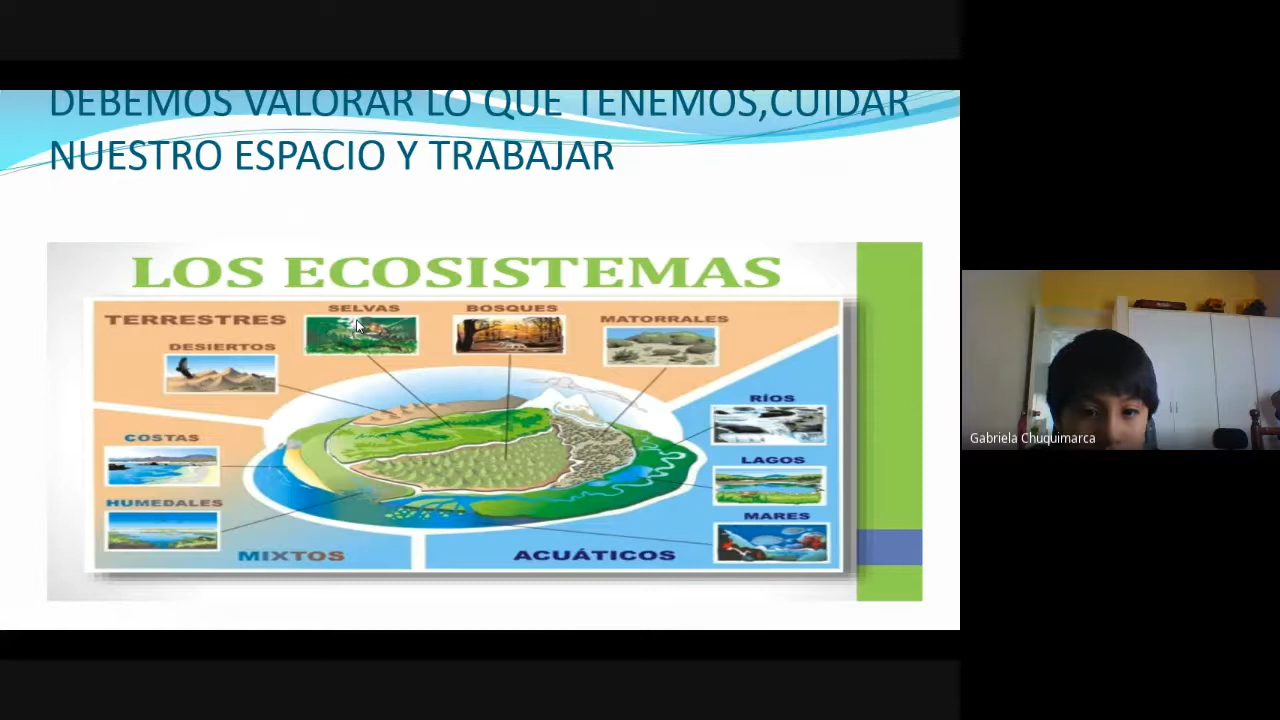 DEBEMOS VALORAR LO QUE TENEMOS,CUIDAR
NUESTRO ESPACIO Y TRABAJAR
LOS ECOSISTEMAS
TERRESTRES
SELVAS
BOSQUES
MATORRALES
DESIERTOS
RÍOS
COSTAS
LAGOS
HUMEDALES
MARES
MIXTOS
ACUÁTICOS
Gabriela Chuquimarca